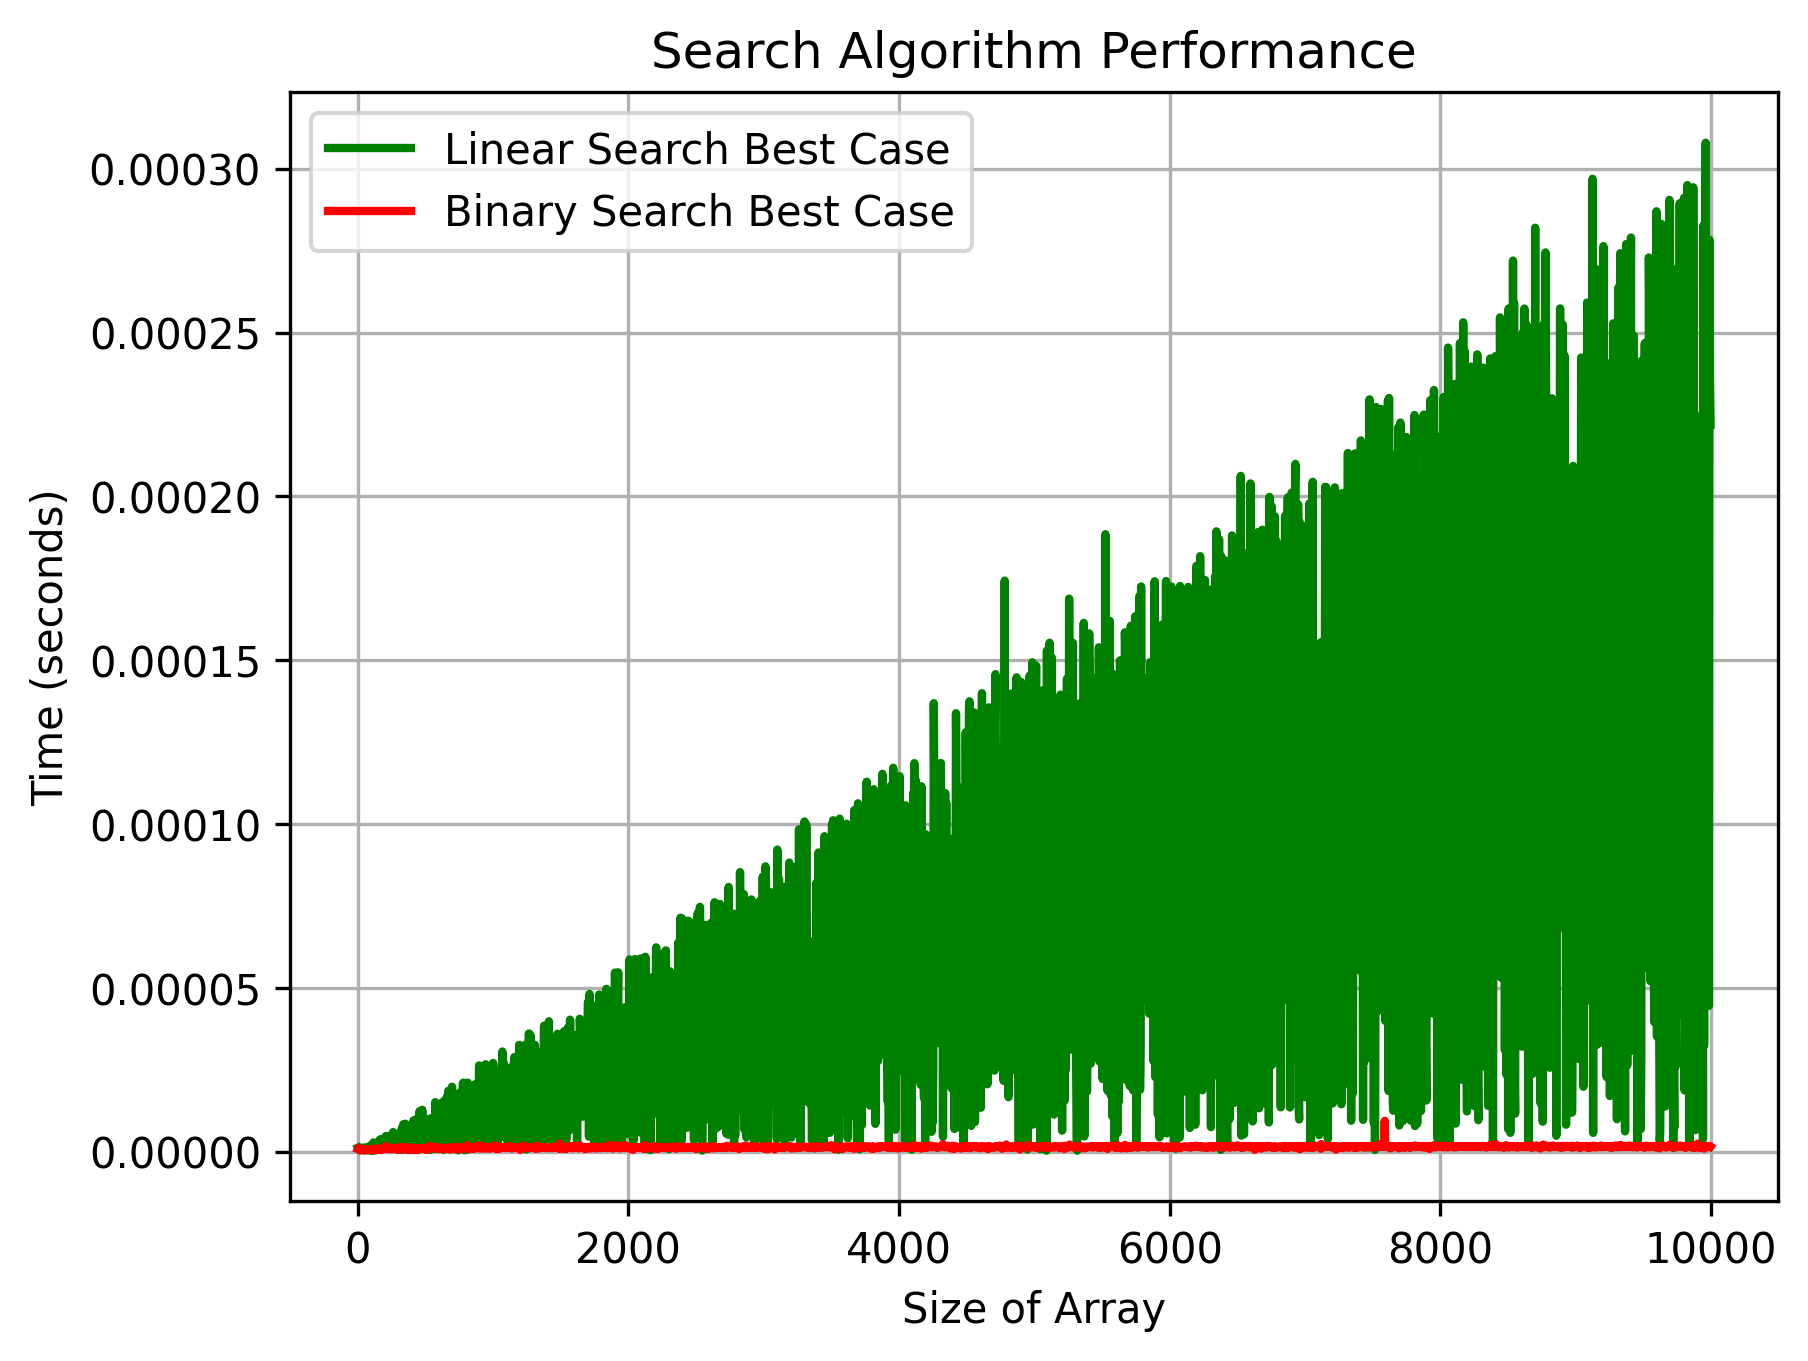 Search Algorithm Performance
Linear Search Best Case
Binary Search Best Case
0.00030
0.00025
0.00020
0.00015
0.00010
0.00005
0.00000
Time (seconds)
0 2000 4000 6000 8000 10000
Size of Array